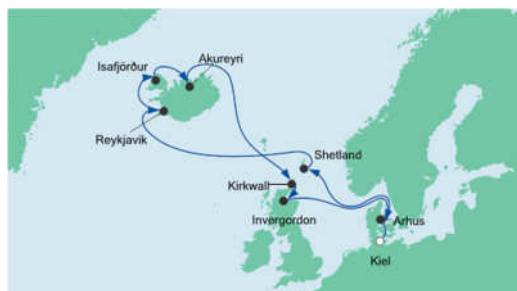 Isafjörður
Akureyri
Reykjavik
Shetland
Kirkwall
Invergordon
Arhus
Kiel